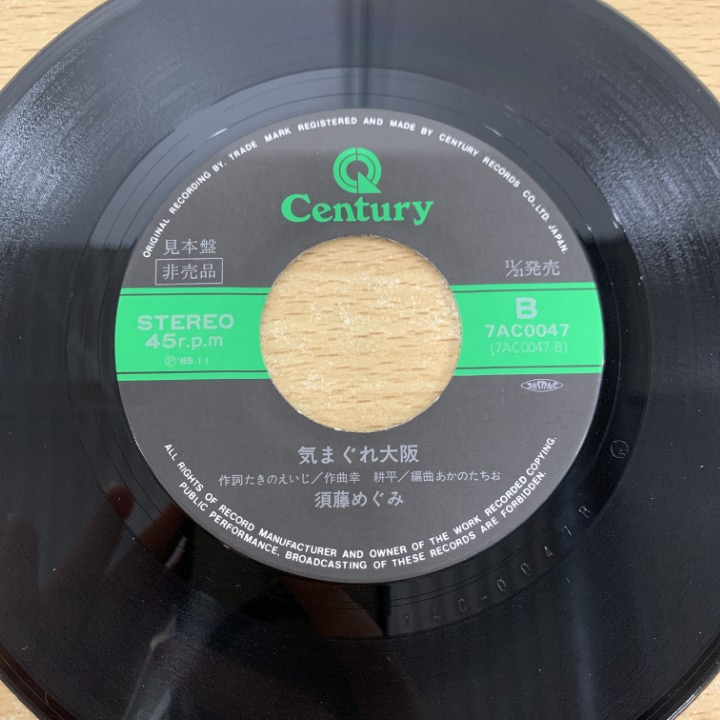 ORIGINAL RECORDING BY. TRADE MARK REGISTERED AND MADE BY CENTURY RECORDS CO.,LTD. JAPAN.
Century
見本盤
非売品
11/21発売
STEREO
45r.p.m
Ⓟ'85.11
B
7AC0047
(7AC0047-B)
気まぐれ大阪
作詞たきのえいじ／作曲幸 耕平／編曲あかのたちお
須藤めぐみ
ALL RIGHTS OF RECORD MANUFACTURER AND OWNER OF THE WORK RECORDED COPYING.
PUBLIC PERFORMANCE, BROADCASTING OF THESE RECORDS ARE FORBIDDEN.